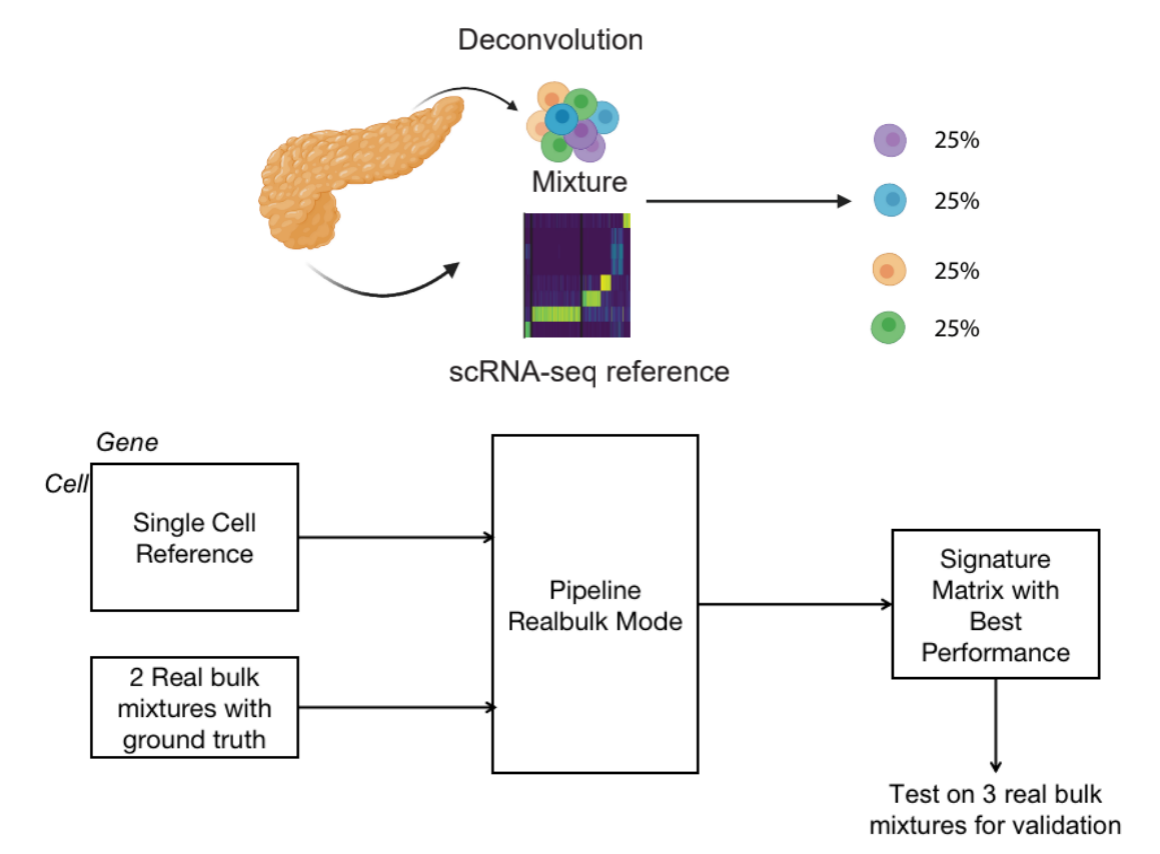 Deconvolution
Mixture
25%
25%
25%
25%
scRNA-seq reference
Gene
Cell
Single Cell
Reference
2 Real bulk
mixtures with
ground truth
Pipeline
Realbulk Mode
Signature
Matrix with
Best
Performance
Test on 3 real bulk
mixtures for validation